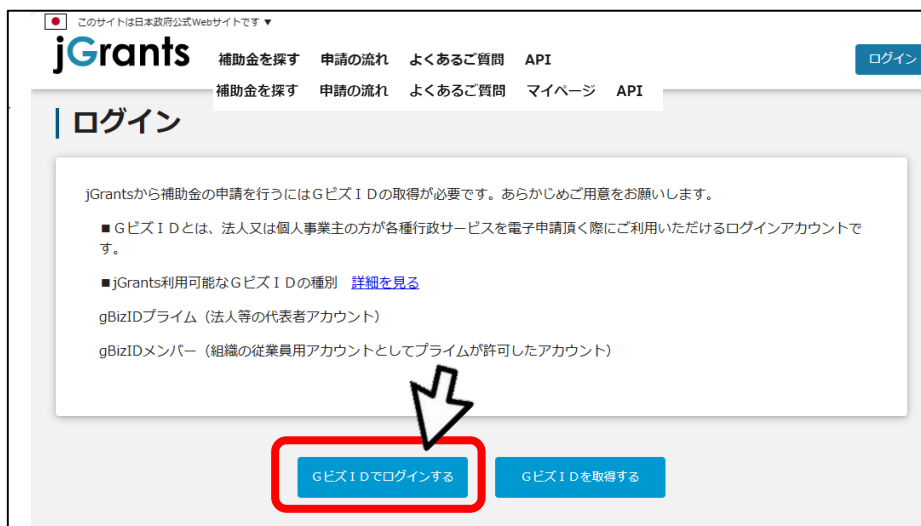 このサイトは日本政府公式Webサイトです ▼
jGrants 補助金を探す 申請の流れ よくあるご質問 API ログイン
補助金を探す 申請の流れ よくあるご質問 マイページ API
ログイン
jGrantsから補助金の申請を行うにはGビズIDの取得が必要です。あらかじめご用意をお願いします。
■GビズIDとは、法人又は個人事業主の方が各種行政サービスを電子申請頂く際にご利用いただけるログインアカウントで
す。
■jGrants利用可能なGビズIDの種別 詳細を見る
gBizIDプライム（法人等の代表者アカウント）
gBizIDメンバー（組織の従業員用アカウントとしてプライムが許可したアカウント）
GビズIDでログインする GビズIDを取得する